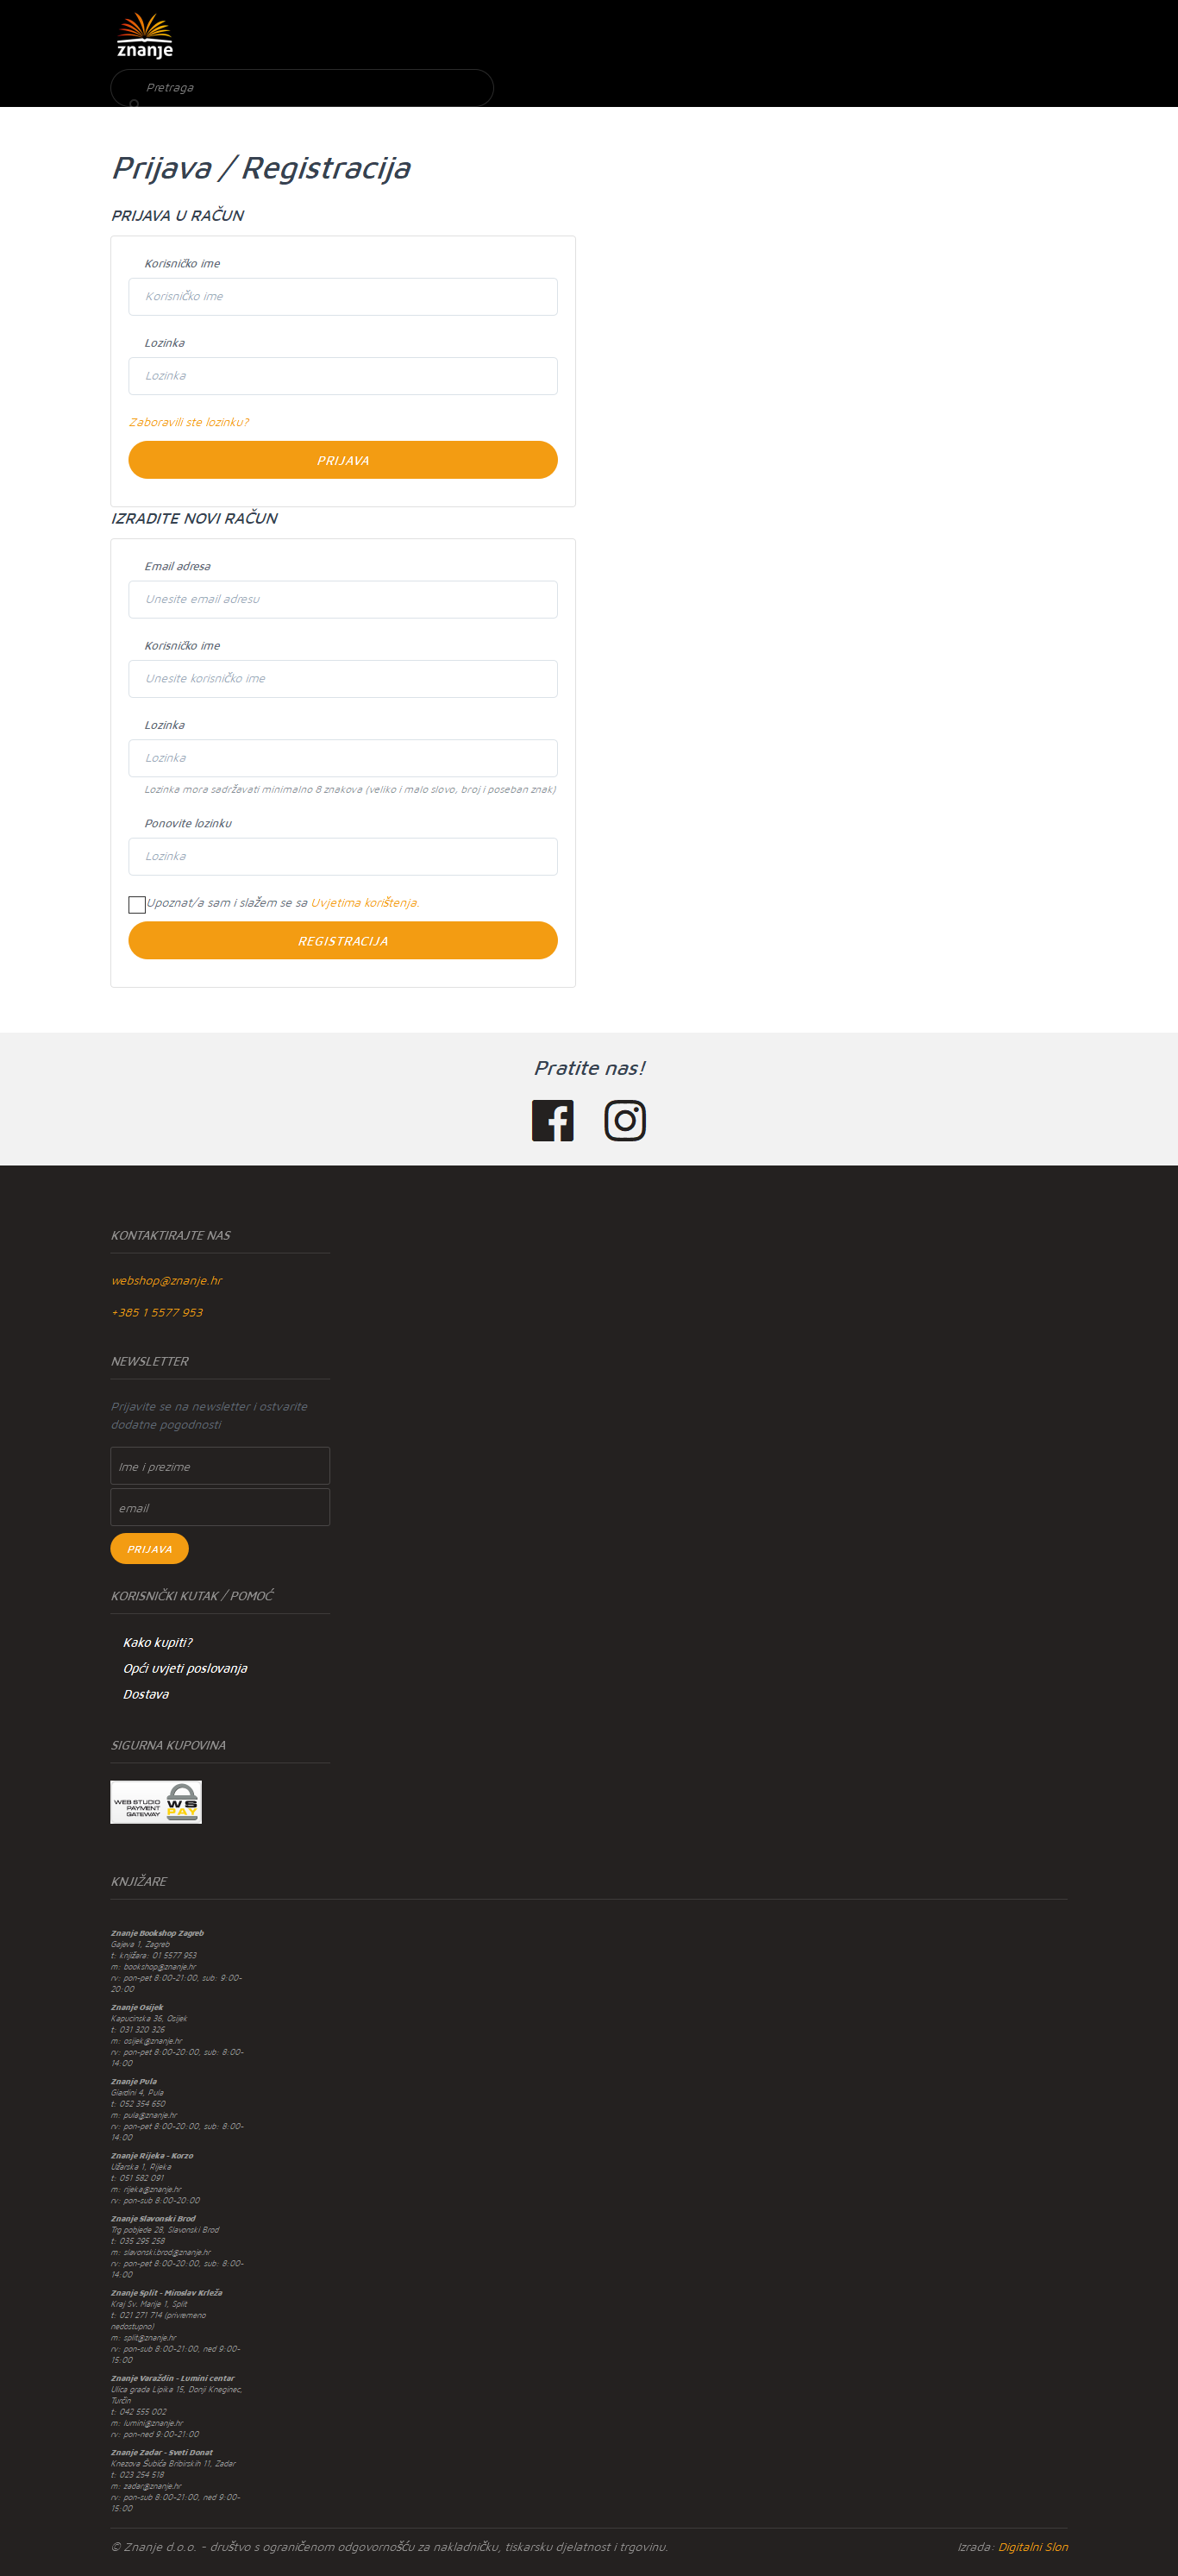 znanje
Pretraga
Prijava / Registracija
PRIJAVA U RAČUN
Korisničko ime
Korisničko ime
Lozinka
Lozinka
Zaboravili ste lozinku?
PRIJAVA
IZRADITE NOVI RAČUN
Email adresa
Unesite email adresu
Korisničko ime
Unesite korisničko ime
Lozinka
Lozinka
Lozinka mora sadržavati minimalno 8 znakova (veliko i malo slovo, broj i poseban znak)
Ponovite lozinku
Lozinka
Upoznat/a sam i slažem se sa Uvjetima korištenja.
REGISTRACIJA
Pratite nas!
KONTAKTIRAJTE NAS
webshop@znanje.hr
+385 1 5577 953
NEWSLETTER
Prijavite se na newsletter i ostvarite
dodatne pogodnosti
Ime i prezime
email
PRIJAVA
KORISNIČKI KUTAK / POMOĆ
Kako kupiti?
Opći uvjeti poslovanja
Dostava
SIGURNA KUPOVINA
WEB STUDIO
PAYMENT
GATEWAY
WS
PAY
KNJIŽARE
Znanje Bookshop Zagreb
Gajeva 1, Zagreb
t: knjižara: 01 5577 953
m: bookshop@znanje.hr
rv: pon-pet 8:00-21:00, sub: 9:00-
20:00
Znanje Osijek
Kapucinska 36, Osijek
t: 031 320 326
m: osijek@znanje.hr
rv: pon-pet 8:00-20:00, sub: 8:00-
14:00
Znanje Pula
Giardini 4, Pula
t: 052 354 650
m: pula@znanje.hr
rv: pon-pet 8:00-20:00, sub: 8:00-
14:00
Znanje Rijeka - Korzo
Užarska 1, Rijeka
t: 051 582 091
m: rijeka@znanje.hr
rv: pon-sub 8:00-20:00
Znanje Slavonski Brod
Trg pobjede 28, Slavonski Brod
t: 035 295 258
m: slavonski.brod@znanje.hr
rv: pon-pet 8:00-20:00, sub: 8:00-
14:00
Znanje Split - Miroslav Krleža
Kraj Sv. Marije 1, Split
t: 021 271 714 (privremeno
nedostupno)
m: split@znanje.hr
rv: pon-sub 8:00-21:00, ned 9:00-
15:00
Znanje Varaždin - Lumini centar
Ulica grada Lipika 15, Donji Kneginec,
Turčin
t: 042 555 002
m: lumini@znanje.hr
rv: pon-ned 9:00-21:00
Znanje Zadar - Sveti Donat
Knezova Šubića Bribirskih 11, Zadar
t: 023 254 518
m: zadar@znanje.hr
rv: pon-sub 8:00-21:00, ned 9:00-
15:00
© Znanje d.o.o. - društvo s ograničenom odgovornošću za nakladničku, tiskarsku djelatnost i trgovinu.
Izrada: Digitalni Slon